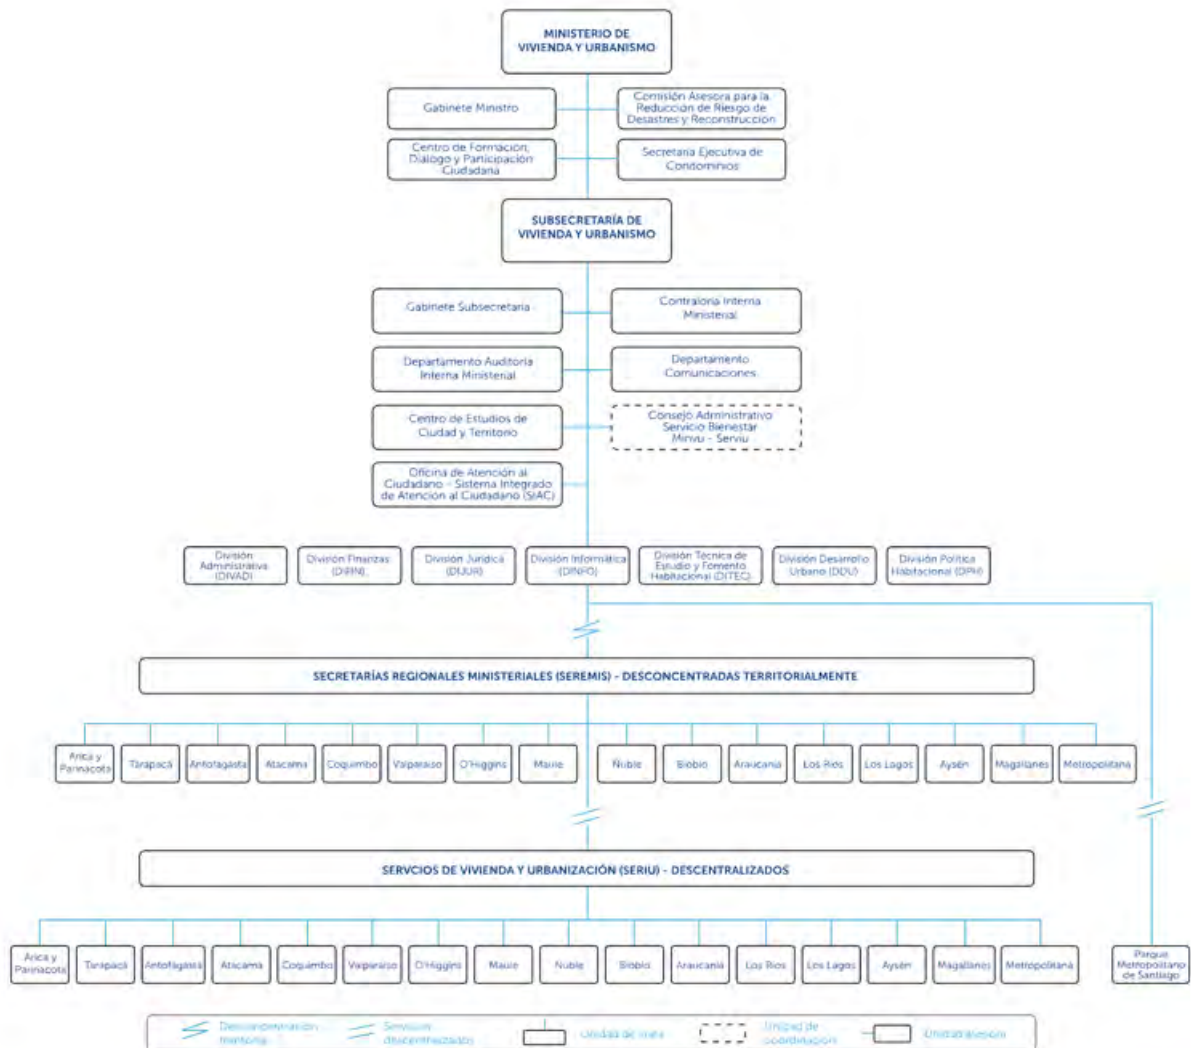 MINISTERIO DE
VIVIENDA Y URBANISMO
Gabinete Ministro
Comisión Asesora para la
Reducción de Riesgo de
Desastres y Reconstrucción
Centro de Formación,
Diálogo y Participación
Ciudadana
Secretaría Ejecutiva de
Condominios
SUBSECRETARÍA DE
VIVIENDA Y URBANISMO
Gabinete Subsecretaria
Contraloría Interna
Ministerial
Departamento Auditoría
Interna Ministerial
Departamento
Comunicaciones
Centro de Estudios de
Ciudad y Territorio
Consejo Administrativo
Servicio Bienestar
Minvu - Serviu
Oficina de Atención al
Ciudadano - Sistema Integrado
de Atención al Ciudadano (SIAC)
División
Administrativa
(DIVAD)
División Finanzas
(DIFIN)
División Jurídica
(DIJUR)
División Informática
(DINFO)
División Técnica de
Estudio y Fomento
Habitacional (DITEC)
División Desarrollo
Urbano (DDU)
División Política
Habitacional (DPH)
SECRETARÍAS REGIONALES MINISTERIALES (SEREMIS) - DESCONCENTRADAS TERRITORIALMENTE
Arica y
Parinacota
Tarapacá
Antofagasta
Atacama
Coquimbo
Valparaíso
O'Higgins
Maule
Ñuble
Biobío
Araucanía
Los Ríos
Los Lagos
Aysén
Magallanes
Metropolitana
SERVCIOS DE VIVIENDA Y URBANIZACIÓN (SERIU) - DESCENTRALIZADOS
Arica y
Parinacota
Tarapacá
Antofagasta
Atacama
Coquimbo
Valparaíso
O'Higgins
Maule
Ñuble
Biobío
Araucanía
Los Ríos
Los Lagos
Aysén
Magallanes
Metropolitana
Parque
Metropolitano
de Santiago
Desconcentración
territorial
Servicios
descentralizados
Unidad de línea
Unidad de
coordinación
Unidad asesora